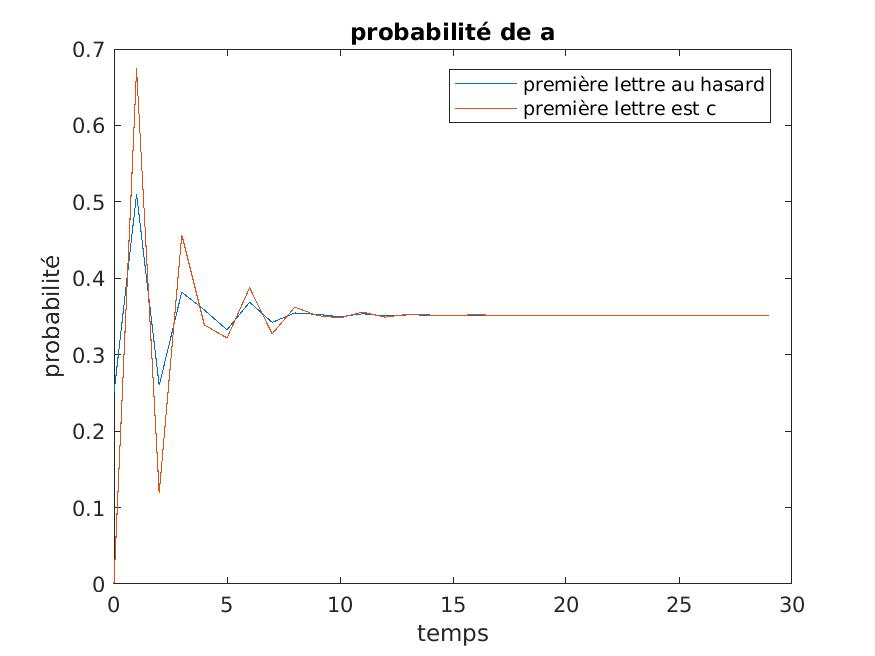 probabilité de a
première lettre au hasard
première lettre est c
probabilité
0.7
0.6
0.5
0.4
0.3
0.2
0.1
0
0 5 10 15 20 25 30
temps